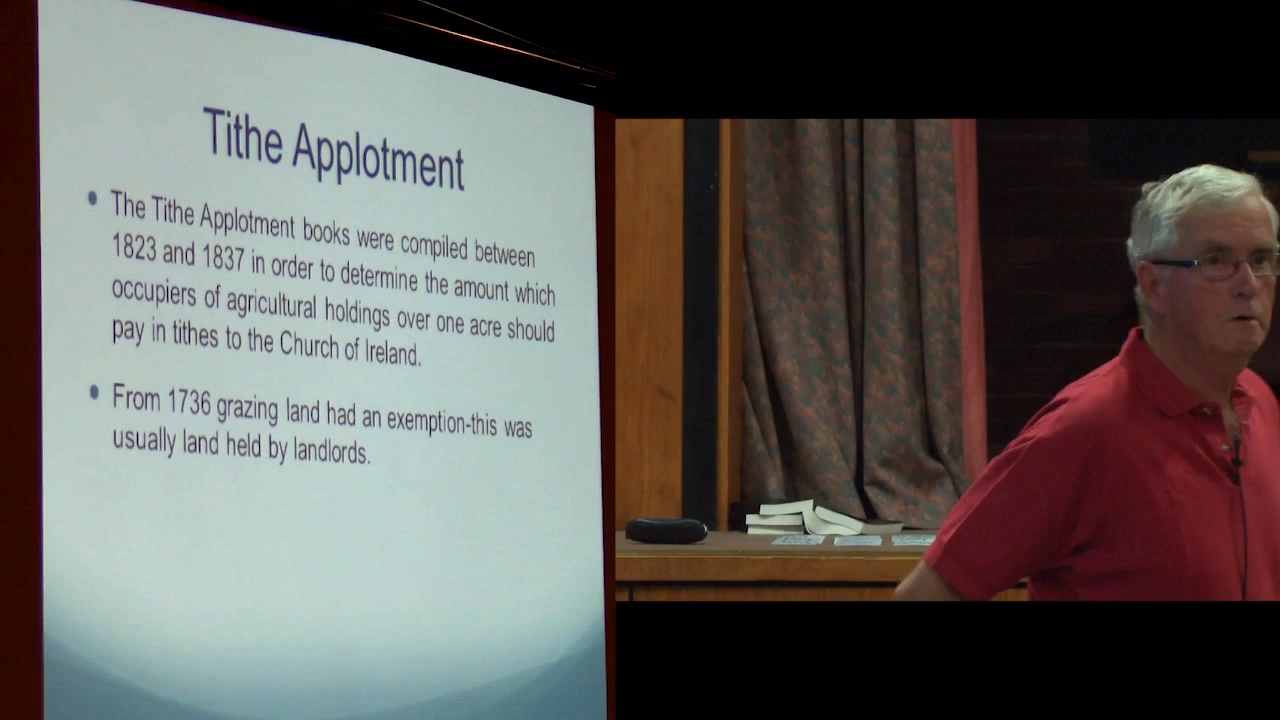 Tithe Applotment
• The Tithe Applotment books were compiled between
1823 and 1837 in order to determine the amount which
occupiers of agricultural holdings over one acre should
pay in tithes to the Church of Ireland.
• From 1736 grazing land had an exemption-this was
usually land held by landlords.